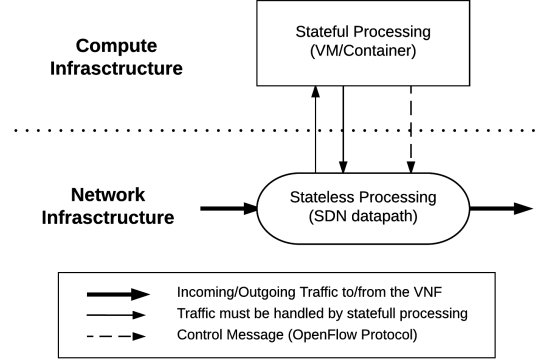 Stateful Processing
(VM/Container)
Compute
Infrasctructure
Network
Infrasctructure
Stateless Processing
(SDN datapath)
Incoming/Outgoing Traffic to/from the VNF
Traffic must be handled by statefull processing
Control Message (OpenFlow Protocol)